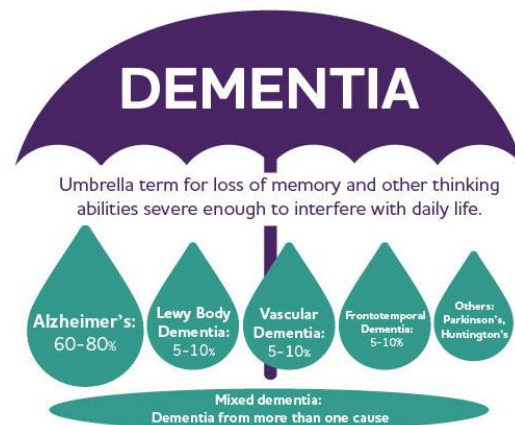 DEMENTIA
Umbrella term for loss of memory and other thinking
abilities severe enough to interfere with daily life.
Alzheimer's:
60-80%
Lewy Body
Dementia:
5-10%
Vascular
Dementia:
5-10%
Frontotemporal
Dementia:
5-10%
Others:
Parkinson's,
Huntington's
Mixed dementia:
Dementia from more than one cause